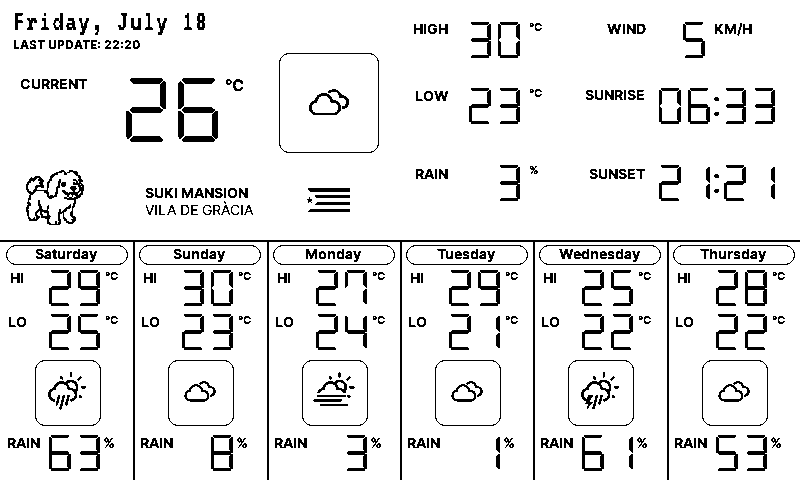 Friday, July 18
LAST UPDATE: 22:20
CURRENT 26 °C
SUKI MANSION
VILA DE GRÀCIA
HIGH 30 °C
LOW 23 °C
RAIN 3 %
WIND 5 KM/H
SUNRISE 06:33
SUNSET 21:21
Saturday
HI 29 °C
LO 25 °C
RAIN 63 %
Sunday
HI 30 °C
LO 23 °C
RAIN 8 %
Monday
HI 27 °C
LO 24 °C
RAIN 3 %
Tuesday
HI 29 °C
LO 21 °C
RAIN 1 %
Wednesday
HI 25 °C
LO 22 °C
RAIN 61 %
Thursday
HI 28 °C
LO 22 °C
RAIN 53 %